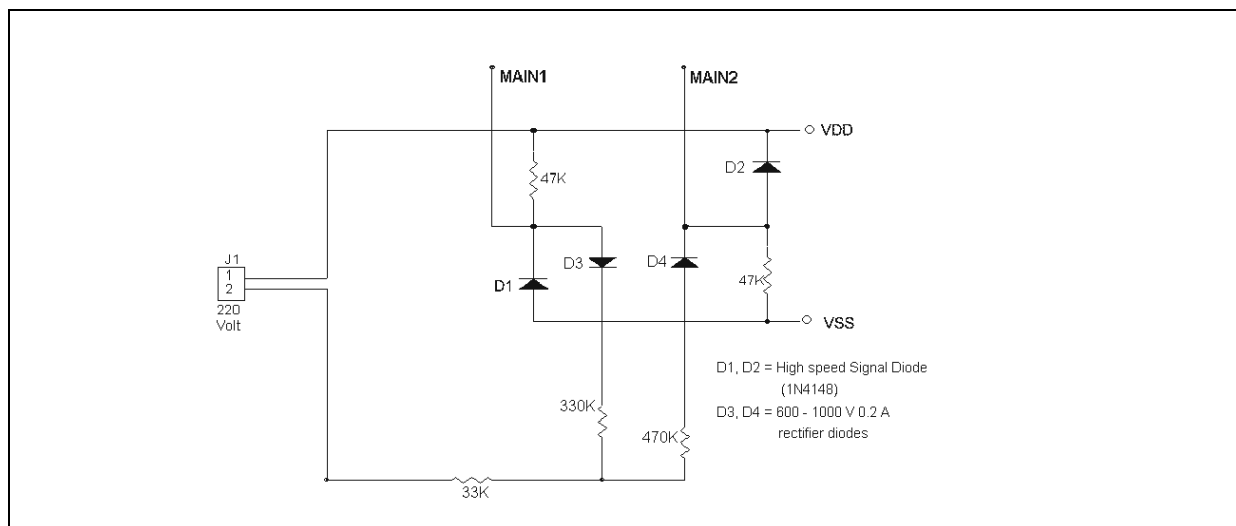 MAIN1
MAIN2
VDD
D2
47K
J1
1
2
220
Volt
D3
D4
D1
47K
VSS
D1, D2 = High speed Signal Diode
(1N4148)
D3, D4 = 600 - 1000 V 0.2 A
rectifier diodes
330K
470K
33K